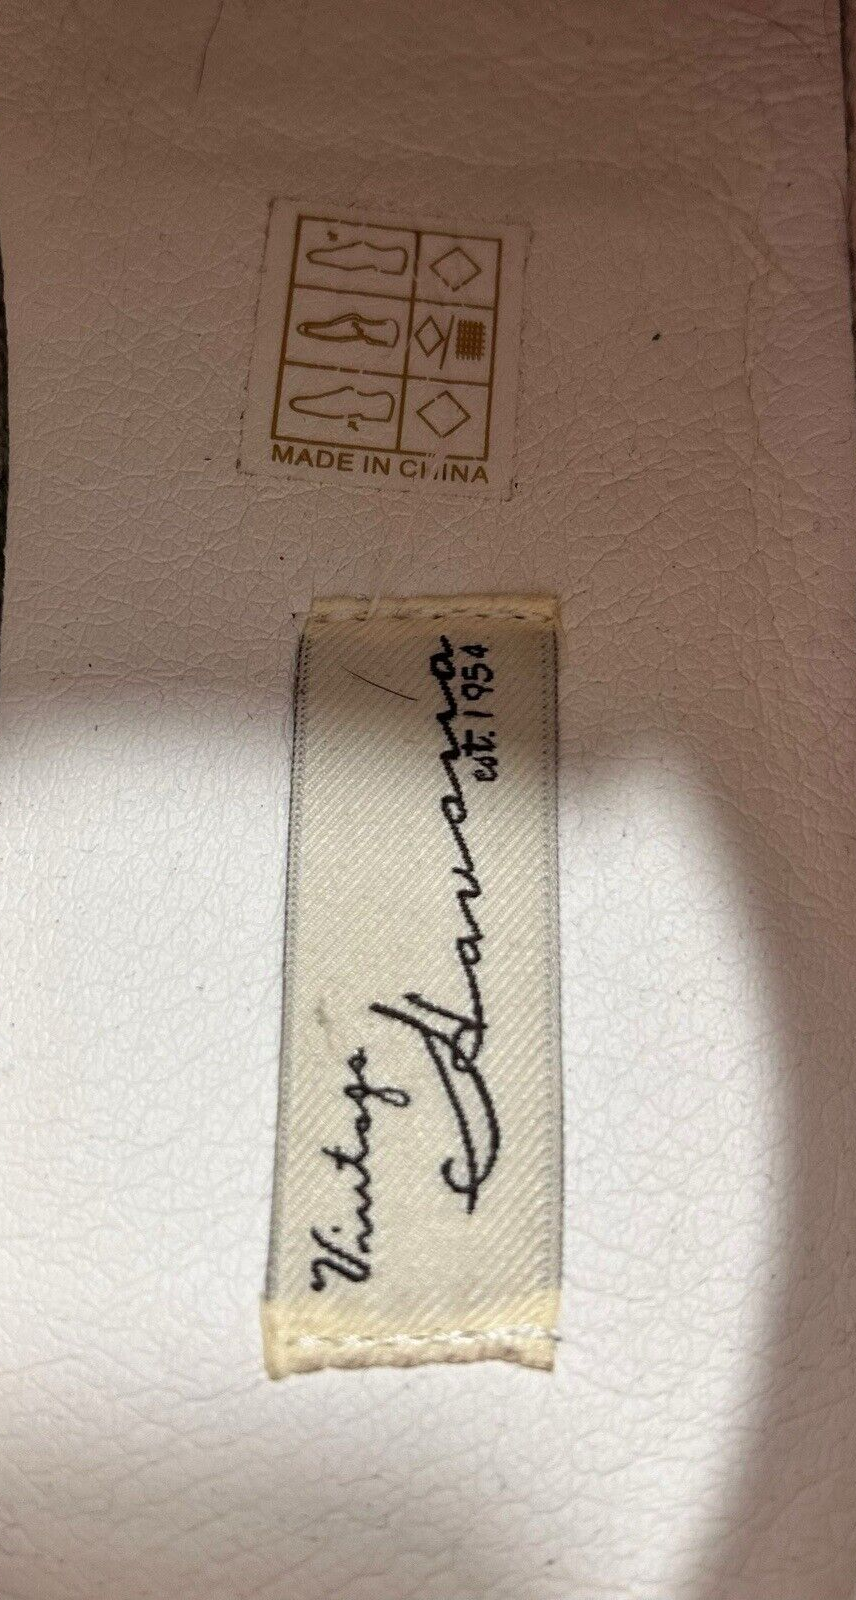 MADE IN CHINA
Vintage
Havana
est. 1954